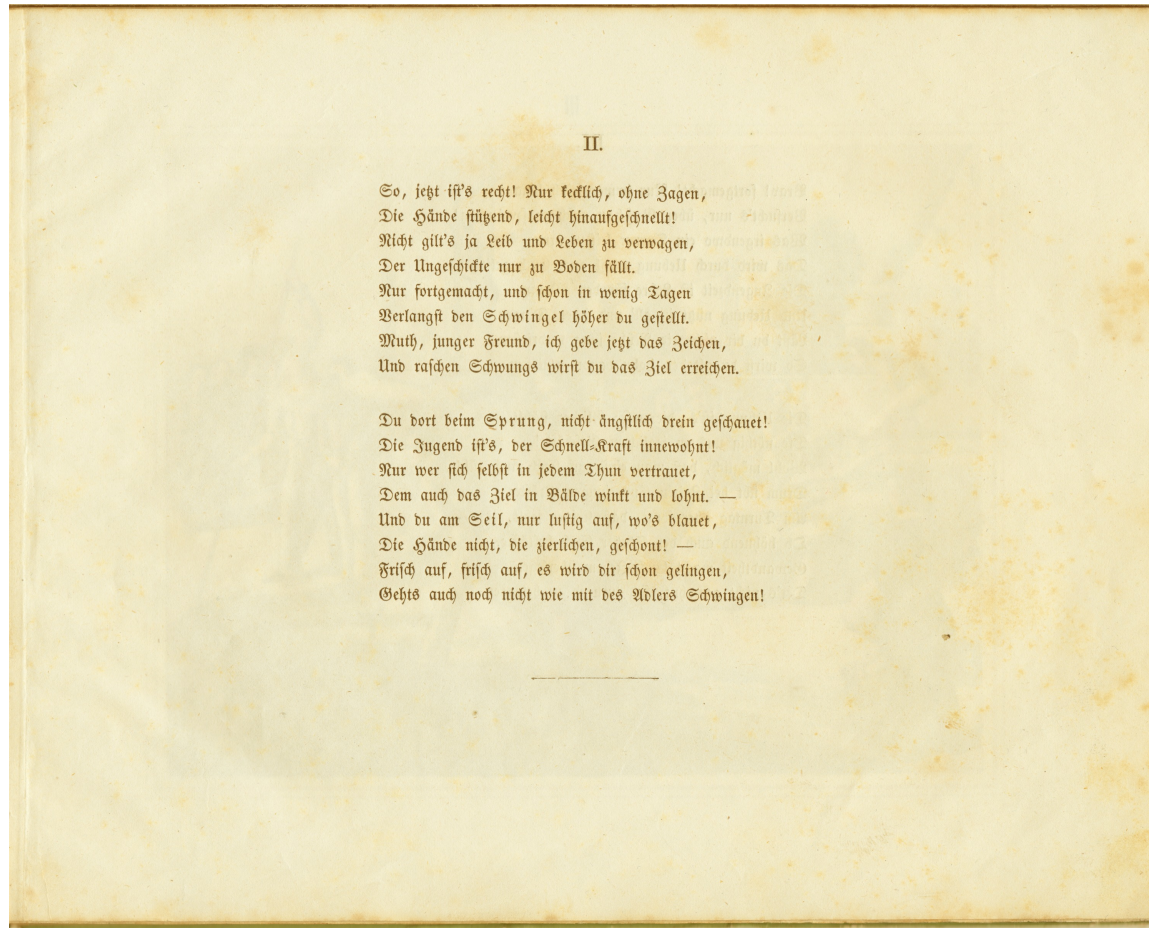 II.
So, jetzt ist's recht! Nur kecklich, ohne Zagen,
Die Hände stützend, leicht hinaufgeschnellt!
Nicht gilt's ja Leib und Leben zu verwagen,
Der Ungeschickte nur zu Boden fällt.
Nur fortgemacht, und schon in wenig Tagen
Verlangst den Schwingel höher du gestellt.
Muth, junger Freund, ich gebe jetzt das Zeichen,
Und raschen Schwungs wirst du das Ziel erreichen.
Du dort beim Sprung, nicht ängstlich drein geschauet!
Die Jugend ist's, der Schnell-Kraft innewohnt!
Nur wer sich selbst in jedem Thun vertrauet,
Dem auch das Ziel in Bälde winkt und lohnt. —
Und du am Seil, nur lustig auf, wo's blauet,
Die Hände nicht, die zierlichen, geschont! —
Frisch auf, frisch auf, es wird dir schon gelingen,
Gehts auch noch nicht wie mit des Adlers Schwingen!